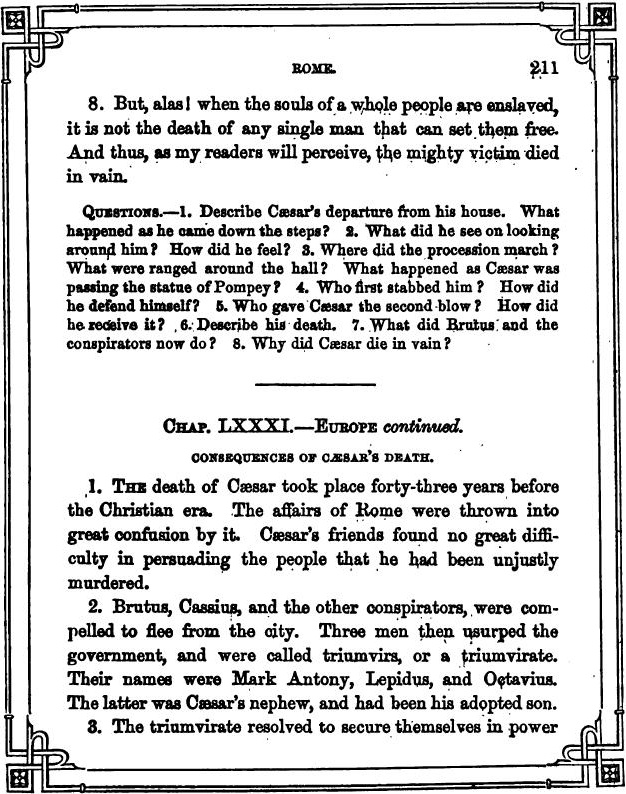 ROME.
211
8. But, alas! when the souls of a whole people are enslaved,
it is not the death of any single man that can set them free.
And thus, as my readers will perceive, the mighty victim died
in vain.
QUESTIONS.—1. Describe Cæsar's departure from his house. What
happened as he came down the steps? 2. What did he see on looking
around him? How did he feel? 3. Where did the procession march?
What were ranged around the hall? What happened as Cæsar was
passing the statue of Pompey? 4. Who first stabbed him? How did
he defend himself? 5. Who gave Cæsar the second blow? How did
he receive it? 6. Describe his death. 7. What did Brutus and the
conspirators now do? 8. Why did Cæsar die in vain?
CHAP. LXXXI.—EUROPE continued.
CONSEQUENCES OF CÆSAR'S DEATH.
1. THE death of Cæsar took place forty-three years before
the Christian era. The affairs of Rome were thrown into
great confusion by it. Cæsar's friends found no great diffi-
culty in persuading the people that he had been unjustly
murdered.
2. Brutus, Cassius, and the other conspirators, were com-
pelled to flee from the city. Three men then usurped the
government, and were called triumvirs, or a triumvirate.
Their names were Mark Antony, Lepidus, and Octavius.
The latter was Cæsar's nephew, and had been his adopted son.
3. The triumvirate resolved to secure themselves in power